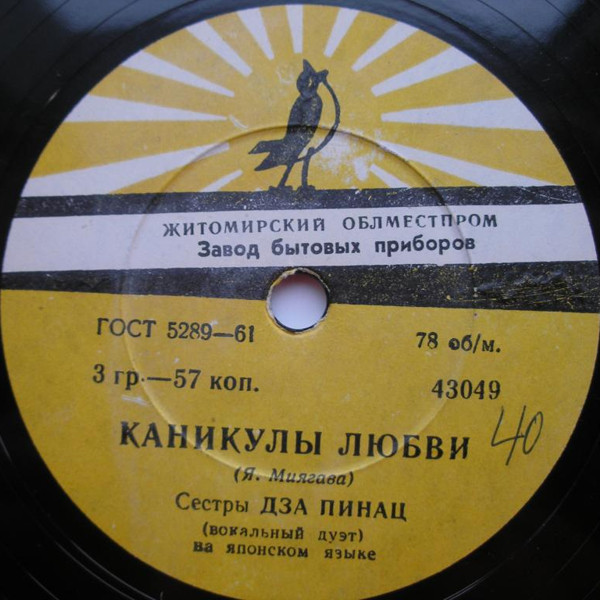 ЖИТОМИРСКИЙ ОБЛМЕСТПРОМ
Завод бытовых приборов
ГОСТ 5289—61
78 об/м.
3 гр.—57 коп.
43049
КАНИКУЛЫ ЛЮБВИ
40
(Я. Миягава)
Сестры ДЗА ПИНАЦ
(вокальный дуэт)
на японском языке